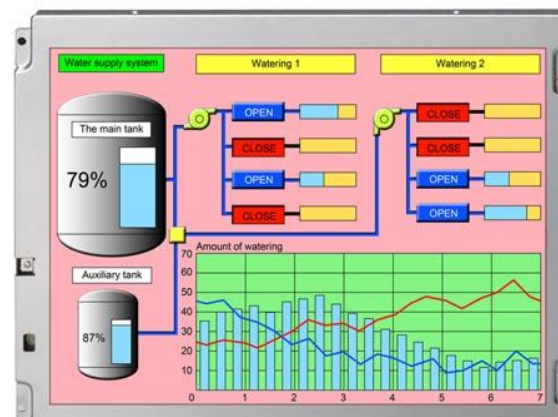 Water supply system
Watering 1
Watering 2
The main tank
79%
OPEN
CLOSE
OPEN
CLOSE
CLOSE
CLOSE
OPEN
OPEN
Auxiliary tank
87%
Amount of watering
70
60
50
40
30
20
10
0 1 2 3 4 5 6 7